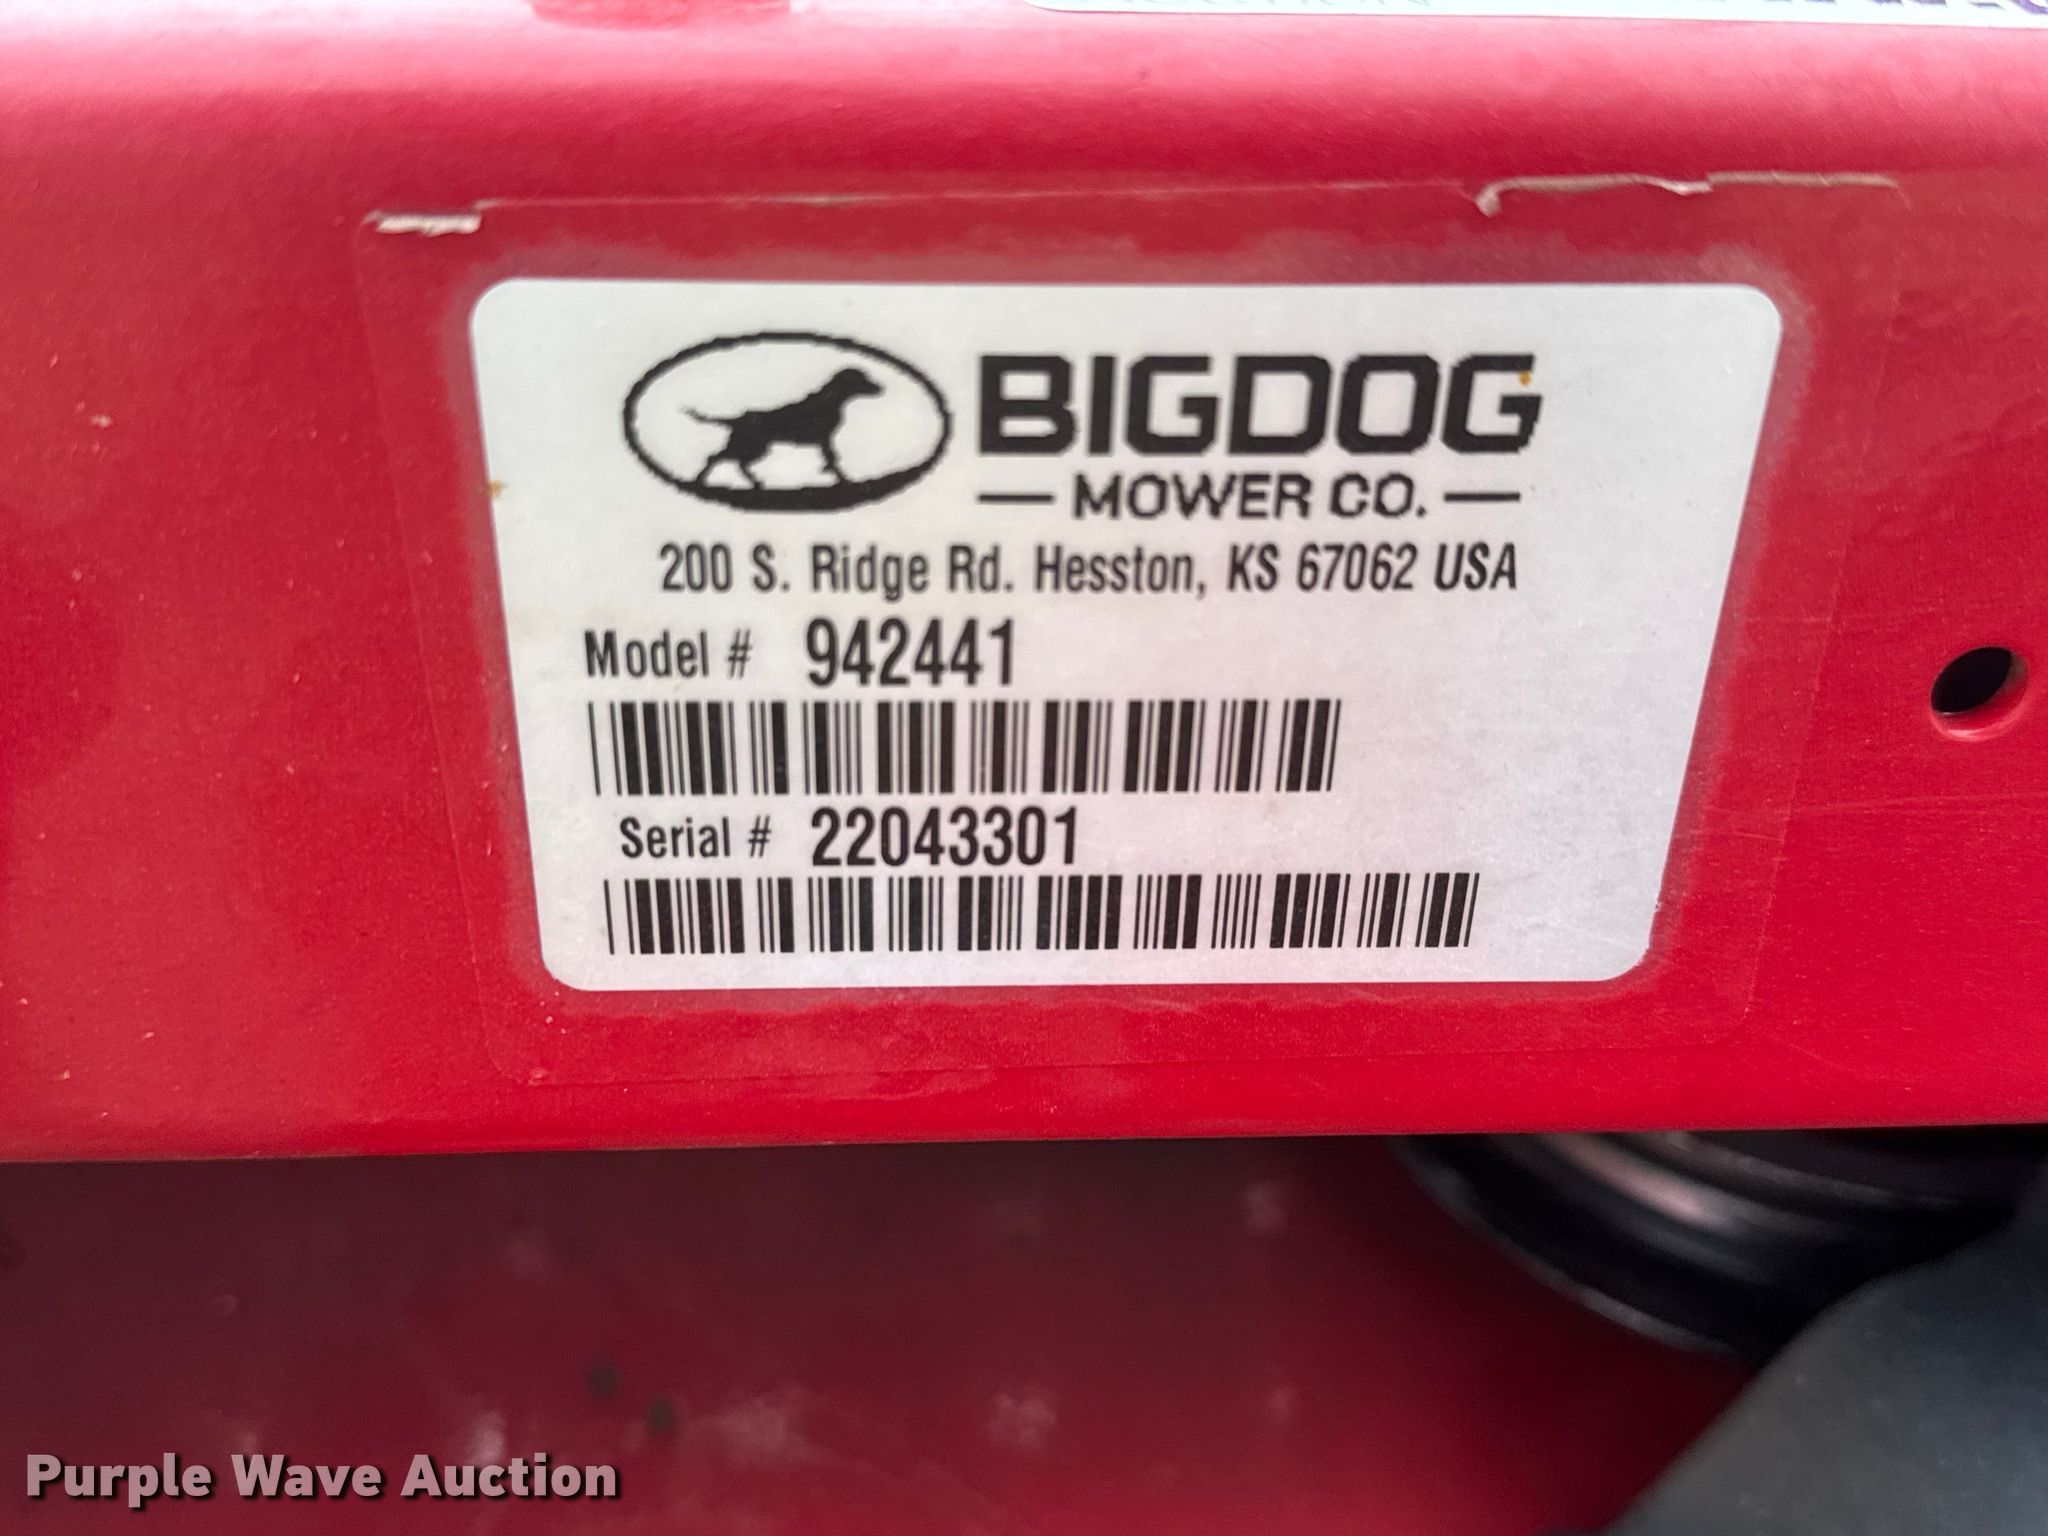 BIGDOG
MOWER CO.
200 S. Ridge Rd. Hesston, KS 67062 USA
Model # 942441
Serial # 22043301
Purple Wave Auction